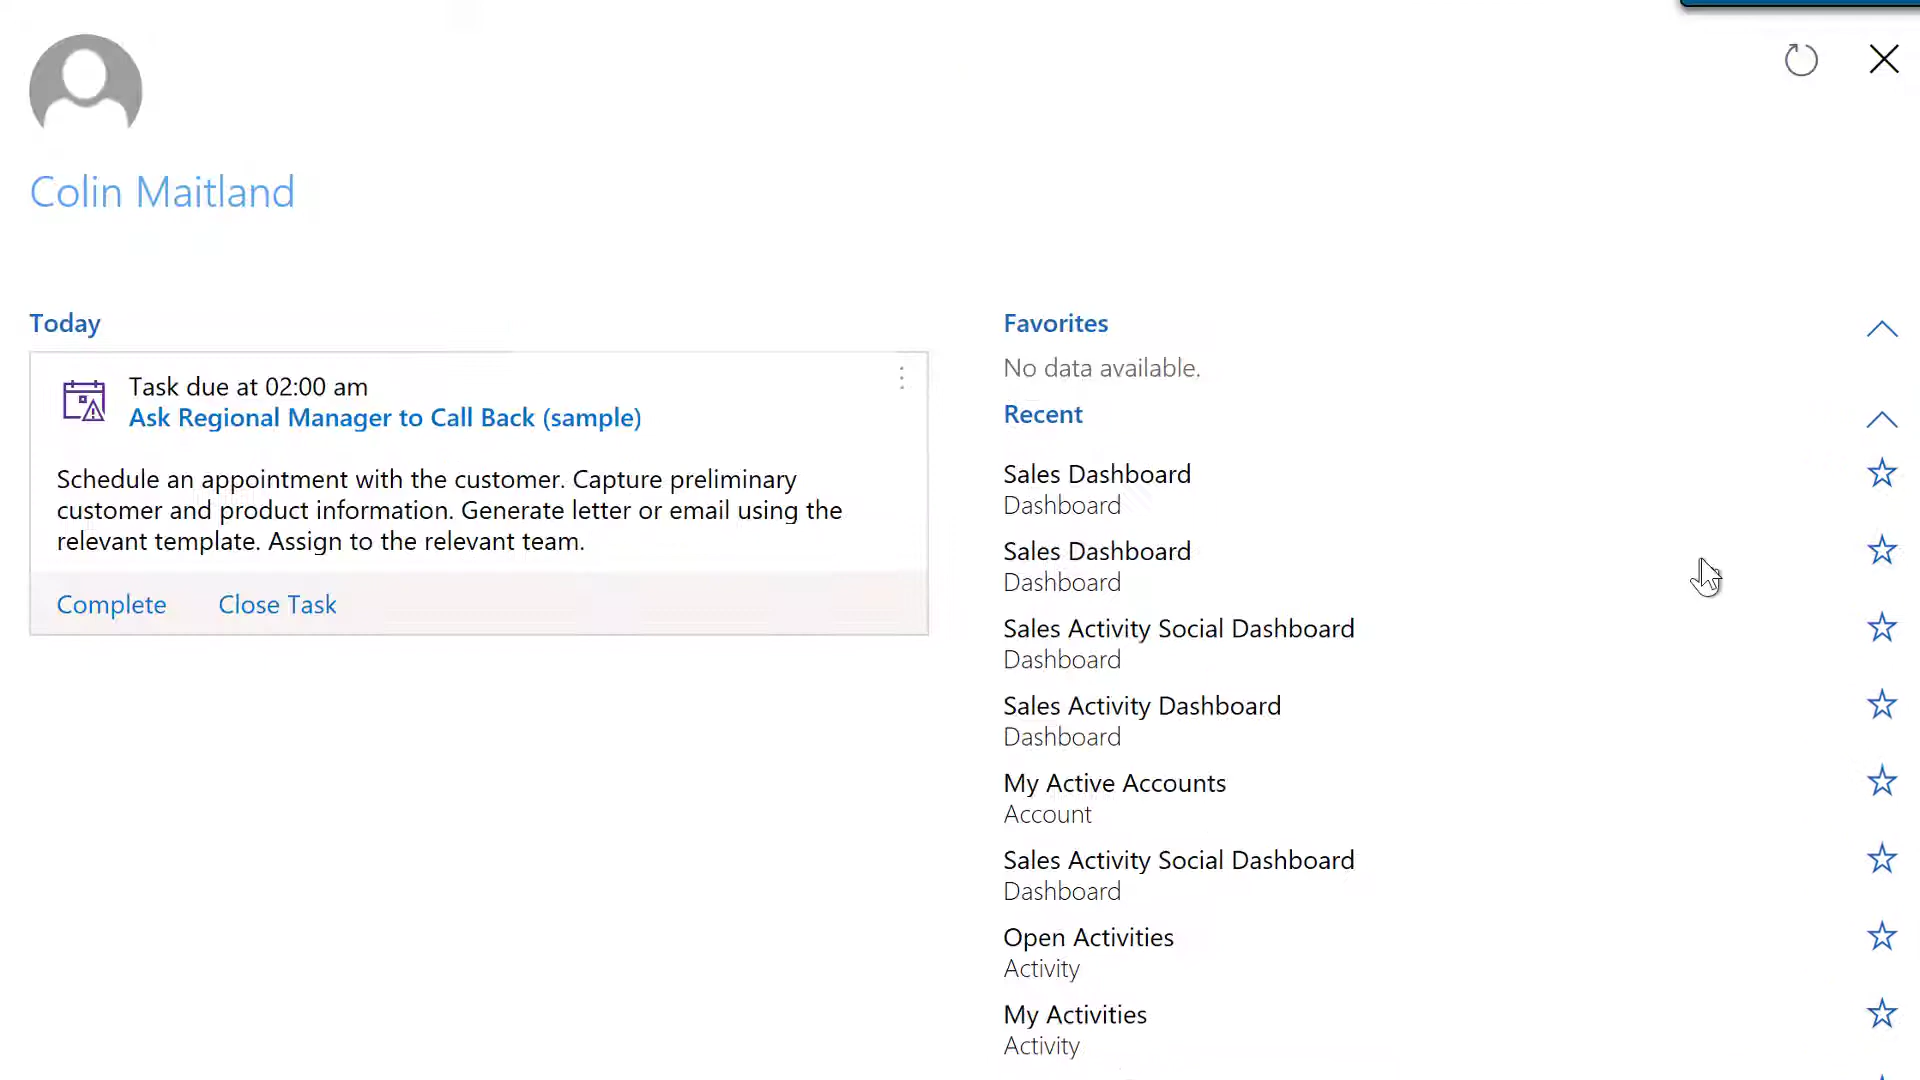 Colin Maitland
Today
Task due at 02:00 am
Ask Regional Manager to Call Back (sample)
Schedule an appointment with the customer. Capture preliminary
customer and product information. Generate letter or email using the
relevant template. Assign to the relevant team.
Complete Close Task
Favorites
No data available.
Recent
Sales Dashboard
Dashboard
Sales Dashboard
Dashboard
Sales Activity Social Dashboard
Dashboard
Sales Activity Dashboard
Dashboard
My Active Accounts
Account
Sales Activity Social Dashboard
Dashboard
Open Activities
Activity
My Activities
Activity